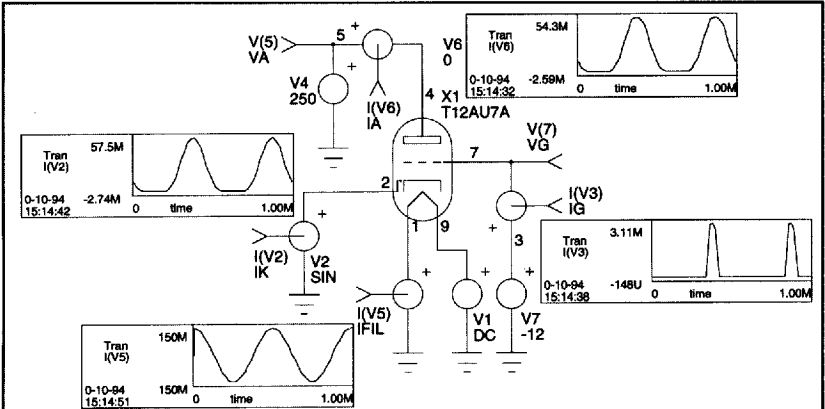 V(5)
VA
5
+
+
V4
250
I(V6)
IA
V6
0
4
X1
T12AU7A
Tran
I(V6)
54.3M
0-10-94
15:14:32
-2.59M
0
time
1.00M
Tran
I(V2)
57.5M
0-10-94
15:14:42
-2.74M
0
time
1.00M
2
7
V(7)
VG
1
9
I(V3)
IG
+
3
Tran
I(V3)
3.11M
0-10-94
15:14:38
-148U
0
time
1.00M
+
I(V2)
IK
V2
SIN
+
+
+
I(V5)
IFIL
V1
DC
V7
-12
Tran
I(V5)
150M
0-10-94
15:14:51
150M
0
time
1.00M